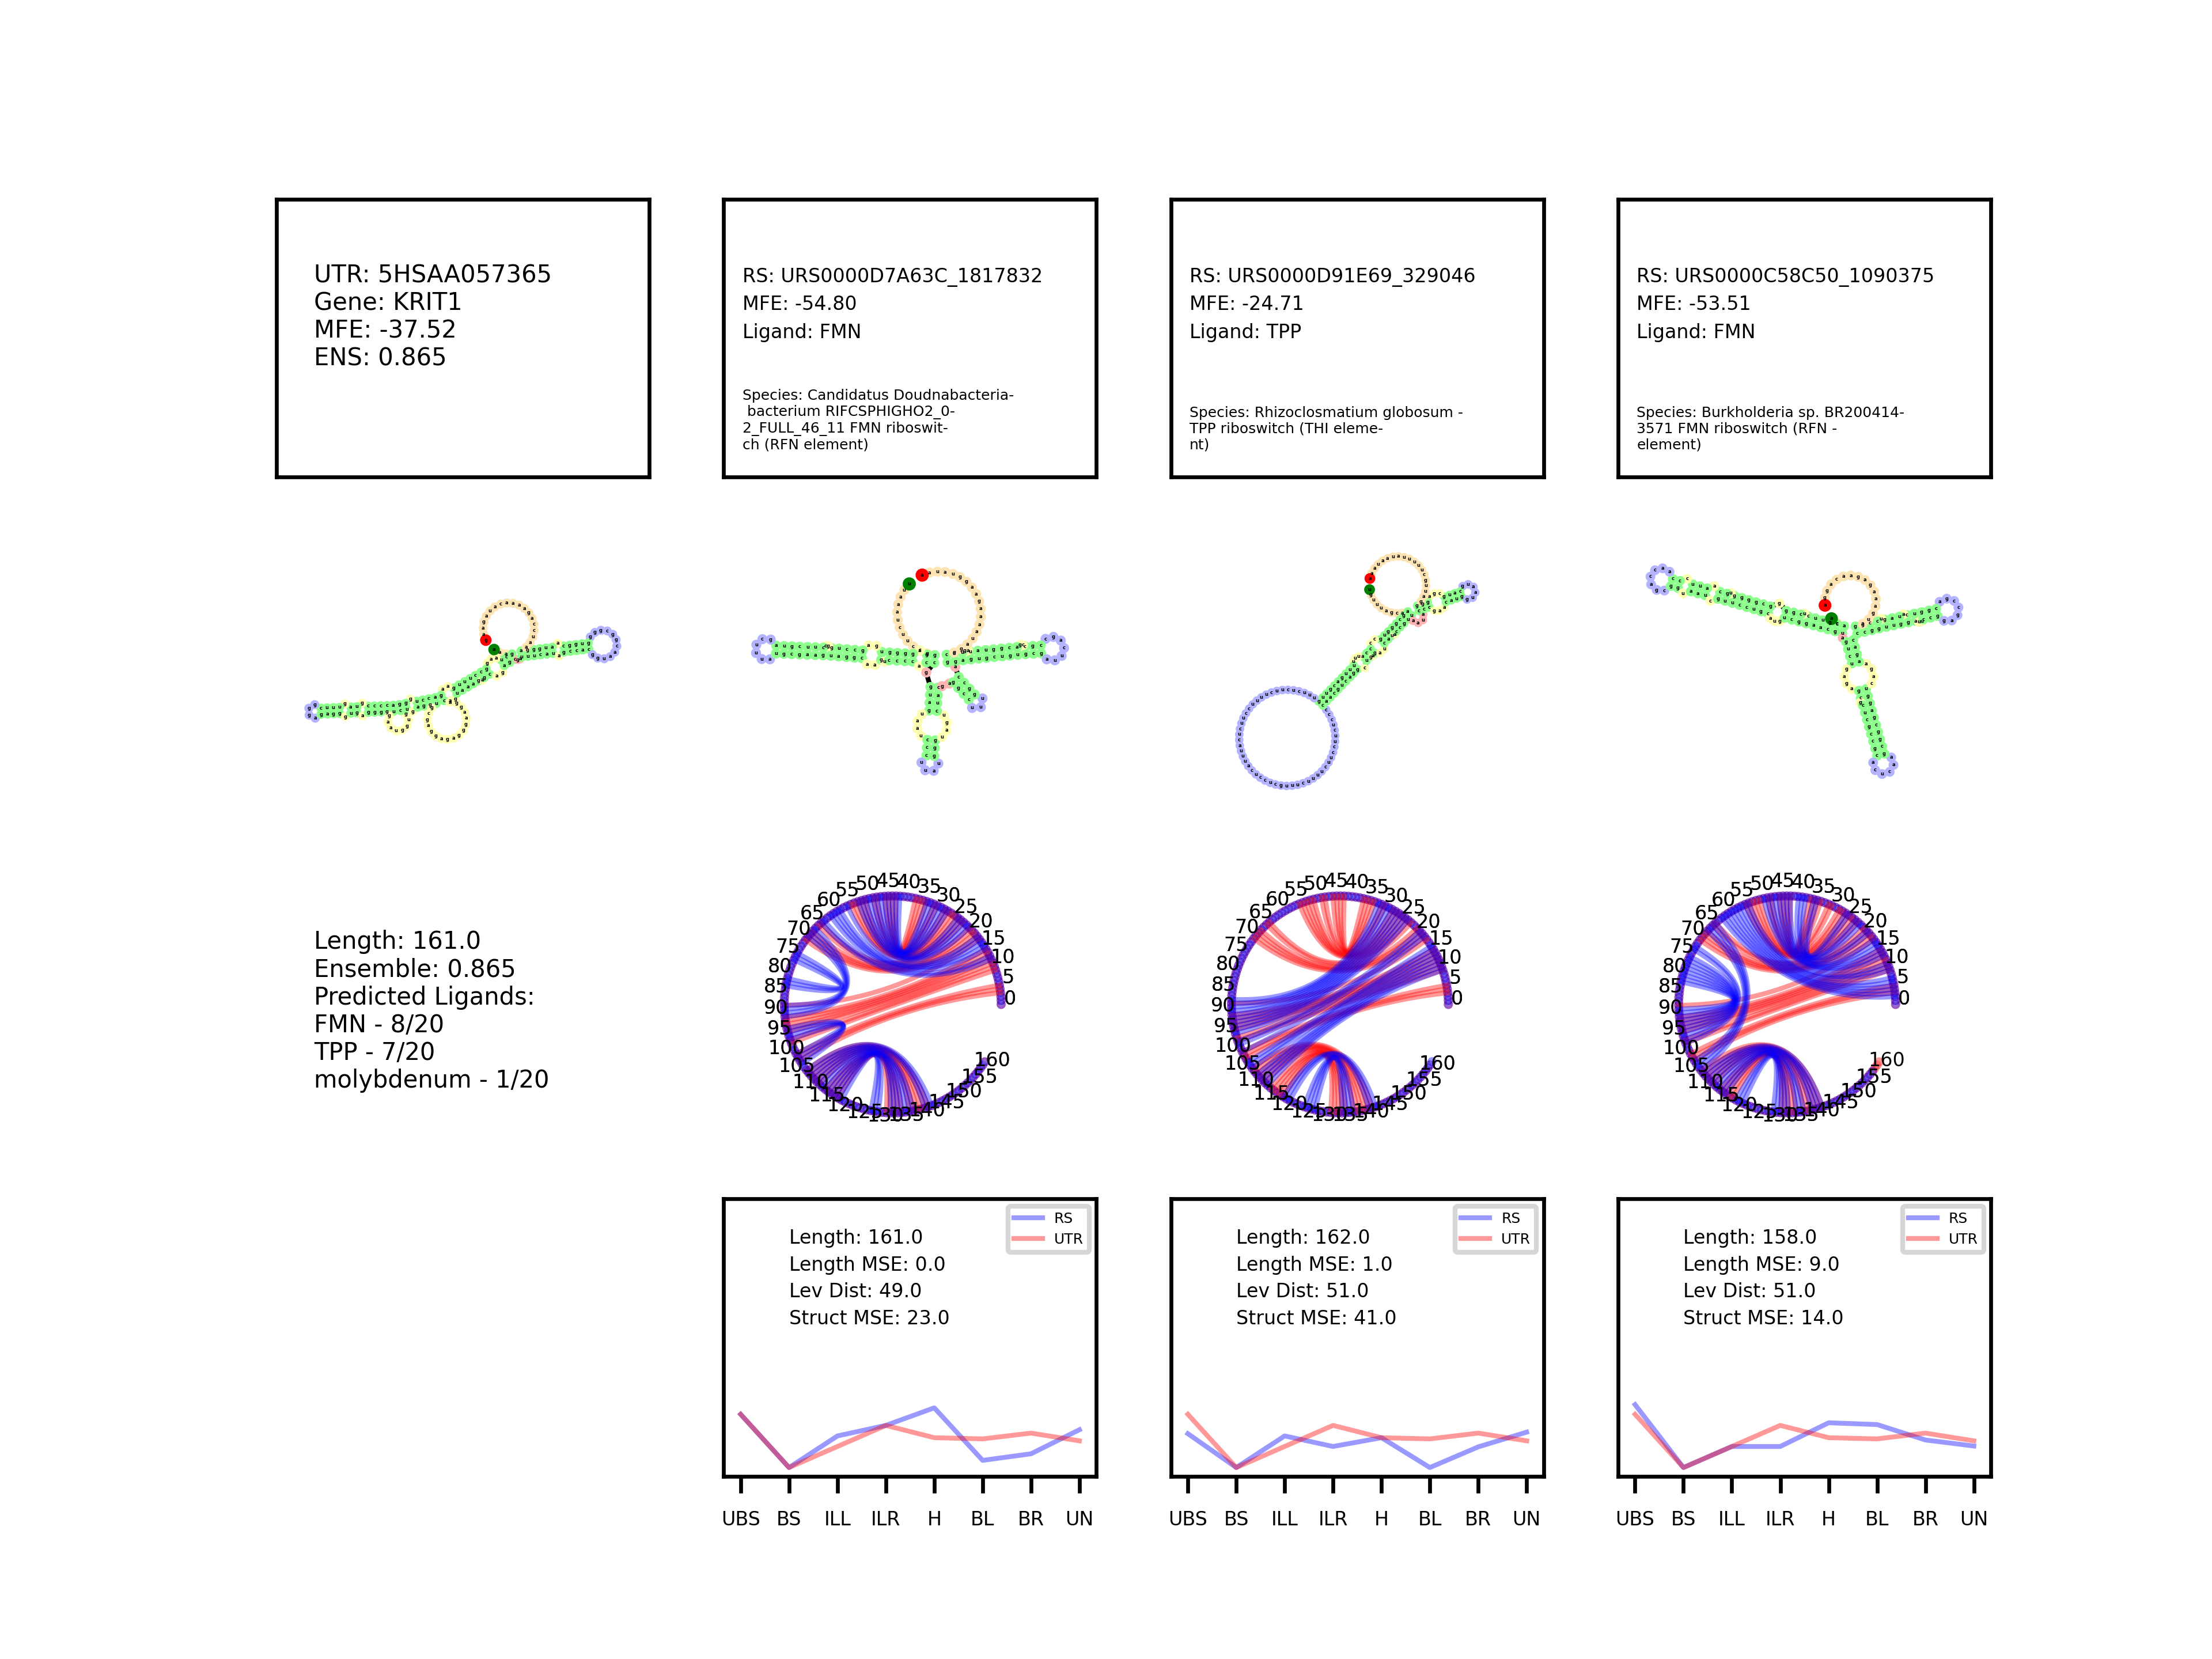 UTR: 5HSAA057365
Gene: KRIT1
MFE: -37.52
ENS: 0.865
RS: URS0000D7A63C_1817832
MFE: -54.80
Ligand: FMN
Species: Candidatus Doudnabacteria-
bacterium RIFCSPHIGHO2_0-
2_FULL_46_11 FMN riboswit-
ch (RFN element)
RS: URS0000D91E69_329046
MFE: -24.71
Ligand: TPP
Species: Rhizoclosmatium globosum -
TPP riboswitch (THI eleme-
nt)
RS: URS0000C58C50_1090375
MFE: -53.51
Ligand: FMN
Species: Burkholderia sp. BR200414-
3571 FMN riboswitch (RFN -
element)
Length: 161.0
Ensemble: 0.865
Predicted Ligands:
FMN - 8/20
TPP - 7/20
molybdenum - 1/20
0 5 10 15 20 25 30 35 40 45 50 55 60 65 70 75 80 85 90 95 100 105 110 115 120 125 130 135 140 145 150 155 160
0 5 10 15 20 25 30 35 40 45 50 55 60 65 70 75 80 85 90 95 100 105 110 115 120 125 130 135 140 145 150 155 160
0 5 10 15 20 25 30 35 40 45 50 55 60 65 70 75 80 85 90 95 100 105 110 115 120 125 130 135 140 145 150 155 160
RS
UTR
Length: 161.0
Length MSE: 0.0
Lev Dist: 49.0
Struct MSE: 23.0
UBS BS ILL ILR H BL BR UN
RS
UTR
Length: 162.0
Length MSE: 1.0
Lev Dist: 51.0
Struct MSE: 41.0
UBS BS ILL ILR H BL BR UN
RS
UTR
Length: 158.0
Length MSE: 9.0
Lev Dist: 51.0
Struct MSE: 14.0
UBS BS ILL ILR H BL BR UN